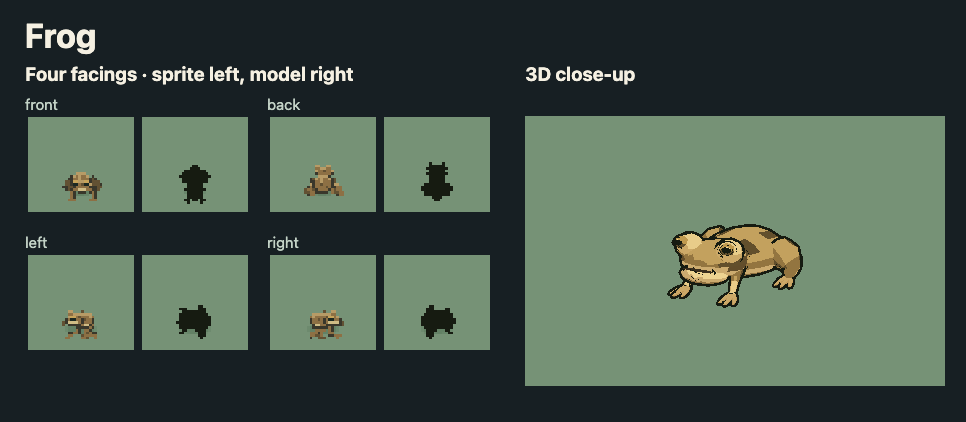 Frog
Four facings · sprite left, model right
3D close-up
front
back
left
right